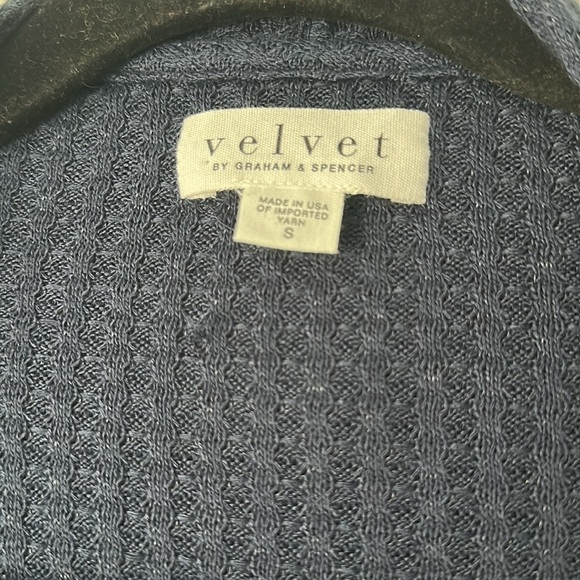 velvet
BY GRAHAM & SPENCER
MADE IN USA
OF IMPORTED
YARN
S